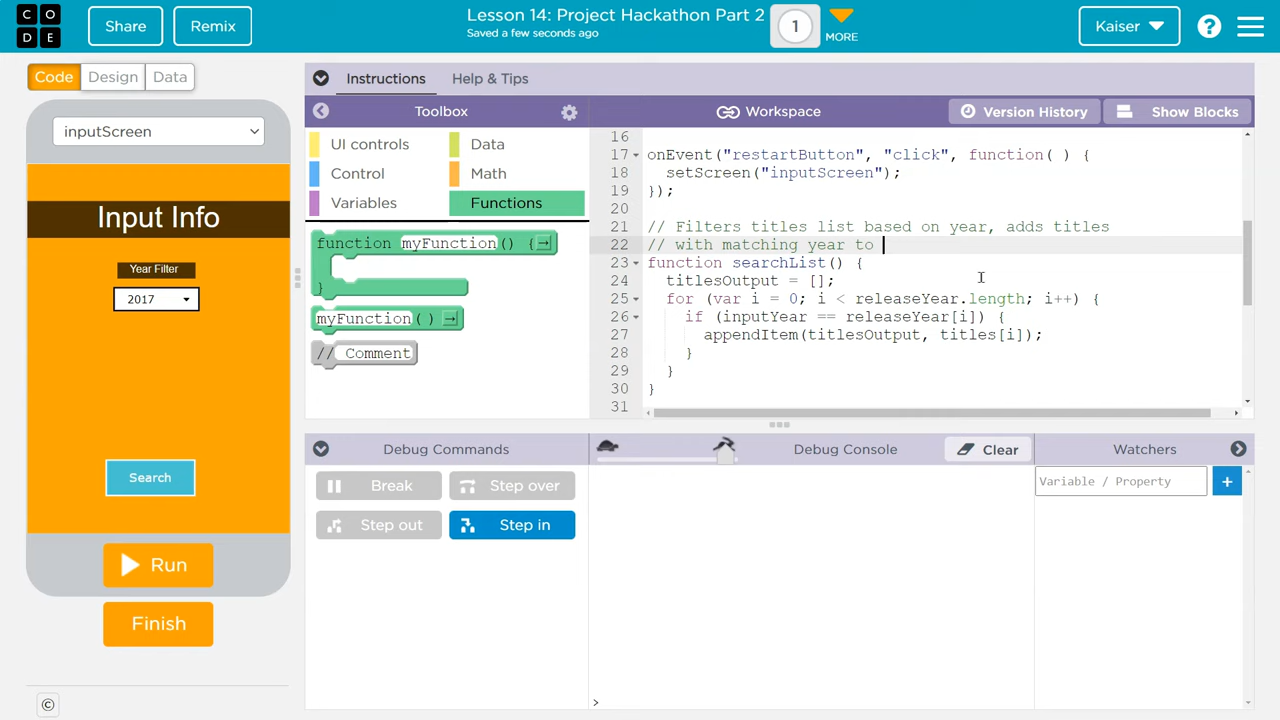 C O
D E
Share
Remix
Lesson 14: Project Hackathon Part 2
Saved a few seconds ago
1
MORE
Kaiser
?
Code
Design
Data
Instructions
Help & Tips
Toolbox
Workspace
Version History
Show Blocks
inputScreen
Input Info
Year Filter
2017
Search
Run
Finish
©
UI controls
Data
Control
Math
Variables
Functions
function myFunction() {
}
myFunction()
// Comment
16
17 onEvent("restartButton", "click", function( ) {
18 setScreen("inputScreen");
19 });
20
21 // Filters titles list based on year, adds titles
22 // with matching year to
23 function searchList() {
24 titlesOutput = [];
25 for (var i = 0; i < releaseYear.length; i++) {
26 if (inputYear == releaseYear[i]) {
27 appendItem(titlesOutput, titles[i]);
28 }
29 }
30 }
31
Debug Commands
Debug Console
Clear
Watchers
Break
Step over
Step out
Step in
Variable / Property
+
>